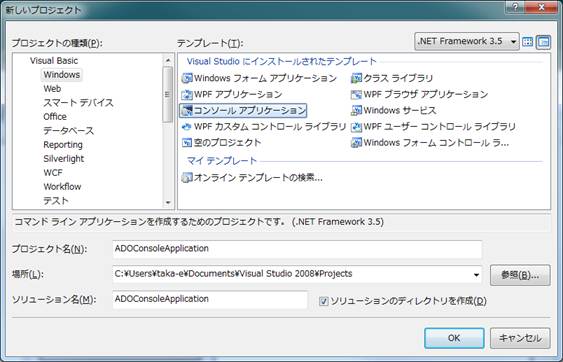 新しいプロジェクト
プロジェクトの種類(P):
テンプレート(T):
.NET Framework 3.5
Visual Basic
Windows
Web
スマート デバイス
Office
データベース
Reporting
Silverlight
WCF
Workflow
テスト
Visual Studio にインストールされたテンプレート
Windows フォーム アプリケーション
クラス ライブラリ
WPF アプリケーション
WPF ブラウザ アプリケーション
コンソール アプリケーション
Windows サービス
WPF カスタム コントロール ライブラリ
WPF ユーザー コントロール ライブラリ
空のプロジェクト
Windows フォーム コントロール ラ...
マイ テンプレート
オンライン テンプレートの検索...
コマンド ライン アプリケーションを作成するためのプロジェクトです。 (.NET Framework 3.5)
プロジェクト名(N):
ADOConsoleApplication
場所(L):
C:¥Users¥taka-e¥Documents¥Visual Studio 2008¥Projects
参照(B)...
ソリューション名(M):
ADOConsoleApplication
ソリューションのディレクトリを作成(D)
OK
キャンセル